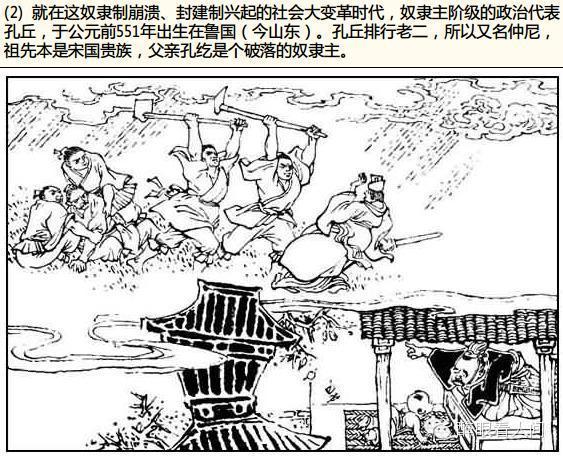 (2) 就在这奴隶制崩溃、封建制兴起的社会大变革时代，奴隶主阶级的政治代表
孔丘，于公元前551年出生在鲁国（今山东）。孔丘排行老二，所以又名仲尼，
祖先本是宋国贵族，父亲孔纥是个破落的奴隶主。